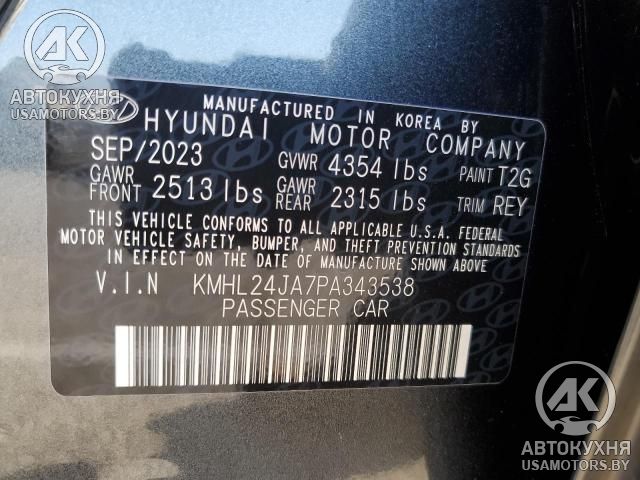 АК
АВТОКУХНЯ
USAMOTORS.BY
MANUFACTURED IN KOREA BY
HYUNDAI MOTOR COMPANY
SEP/2023 GVWR 4354 lbs PAINT T2G
GAWR FRONT 2513 lbs GAWR REAR 2315 lbs TRIM REY
THIS VEHICLE CONFORMS TO ALL APPLICABLE U.S.A. FEDERAL
MOTOR VEHICLE SAFETY, BUMPER, AND THEFT PREVENTION STANDARDS
IN EFFECT ON THE DATE OF MANUFACTURE SHOWN ABOVE.
V.I.N KMHL24JA7PA343538
PASSENGER CAR
АК
АВТОКУХНЯ
USAMOTORS.BY